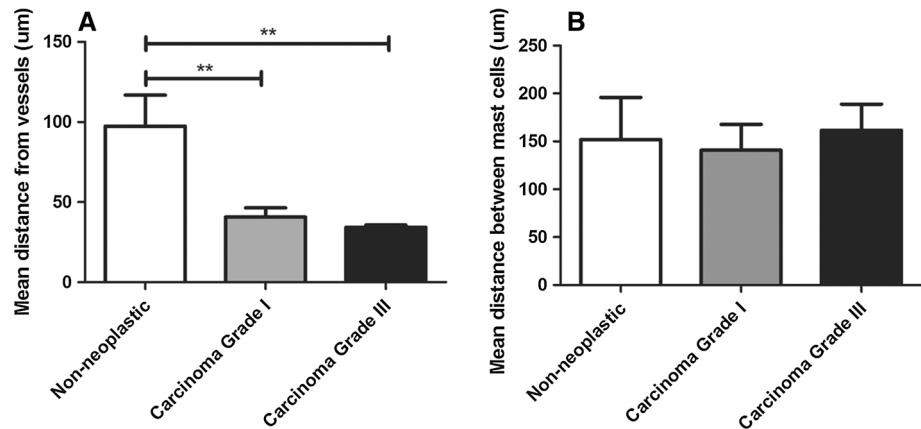 A
Mean distance from vessels (um)
150
100
50
0
**
**
Non-neoplastic
Carcinoma Grade I
Carcinoma Grade III
B
Mean distance between mast cells (um)
250
200
150
100
50
0
Non-neoplastic
Carcinoma Grade I
Carcinoma Grade III